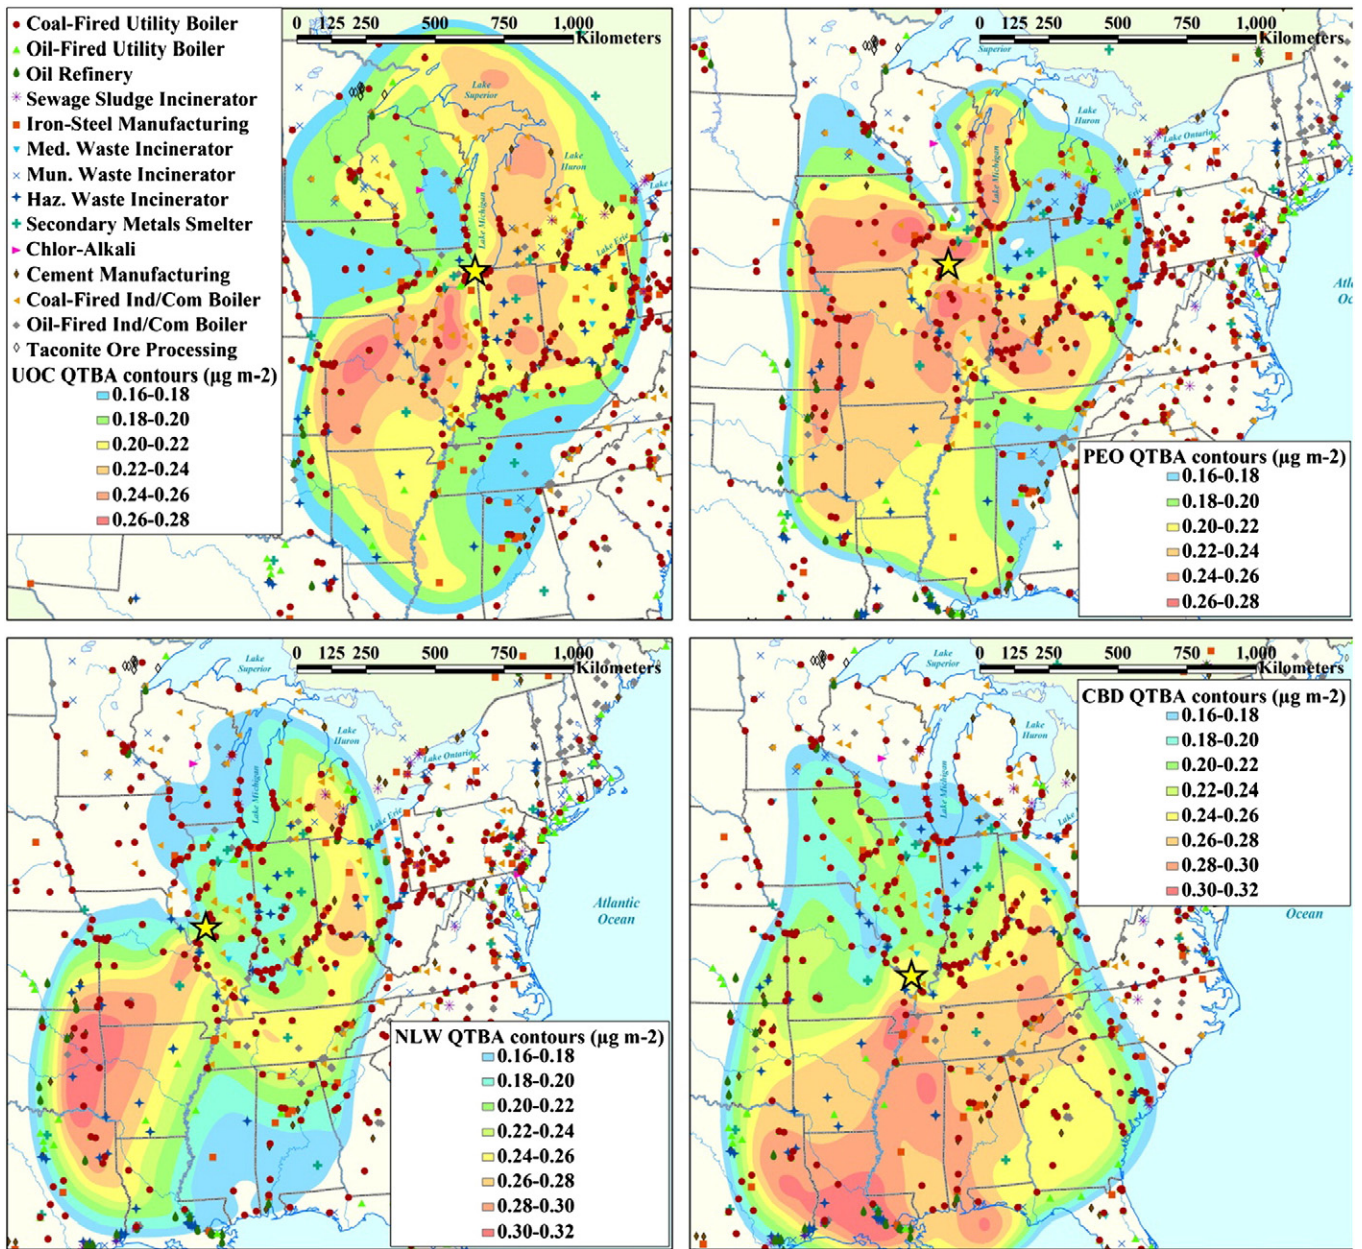 Coal-Fired Utility Boiler
Oil-Fired Utility Boiler
Oil Refinery
Sewage Sludge Incinerator
Iron-Steel Manufacturing
Med. Waste Incinerator
Mun. Waste Incinerator
Haz. Waste Incinerator
Secondary Metals Smelter
Chlor-Alkali
Cement Manufacturing
Coal-Fired Ind/Com Boiler
Oil-Fired Ind/Com Boiler
Taconite Ore Processing
UOC QTBA contours (µg m-2)
0.16-0.18
0.18-0.20
0.20-0.22
0.22-0.24
0.24-0.26
0.26-0.28
0 125 250 500 750 1,000
Kilometers
Lake
Superior
Lake
Huron
Lake Michigan
Lake Erie
Lake
0 125 250 500 750 1,000
Kilometers
Superior
Lake
Huron
Lake Ontario
Lake Michigan
Lake Erie
Atl
Oc
PEO QTBA contours (µg m-2)
0.16-0.18
0.18-0.20
0.20-0.22
0.22-0.24
0.24-0.26
0.26-0.28
0 125 250 500 750 1,000
Kilometers
Lake
Superior
Lake
Huron
Lake Ontario
Lake Michigan
Lake Erie
Atlantic
Ocean
NLW QTBA contours (µg m-2)
0.16-0.18
0.18-0.20
0.20-0.22
0.22-0.24
0.24-0.26
0.26-0.28
0.28-0.30
0.30-0.32
0 125 250 500 750 1,000
Kilometers
Lake
Superior
Lake
Huron
Lake Michigan
Lake
CBD QTBA contours (µg m-2)
0.16-0.18
0.18-0.20
0.20-0.22
0.22-0.24
0.24-0.26
0.26-0.28
0.28-0.30
0.30-0.32
Ocean